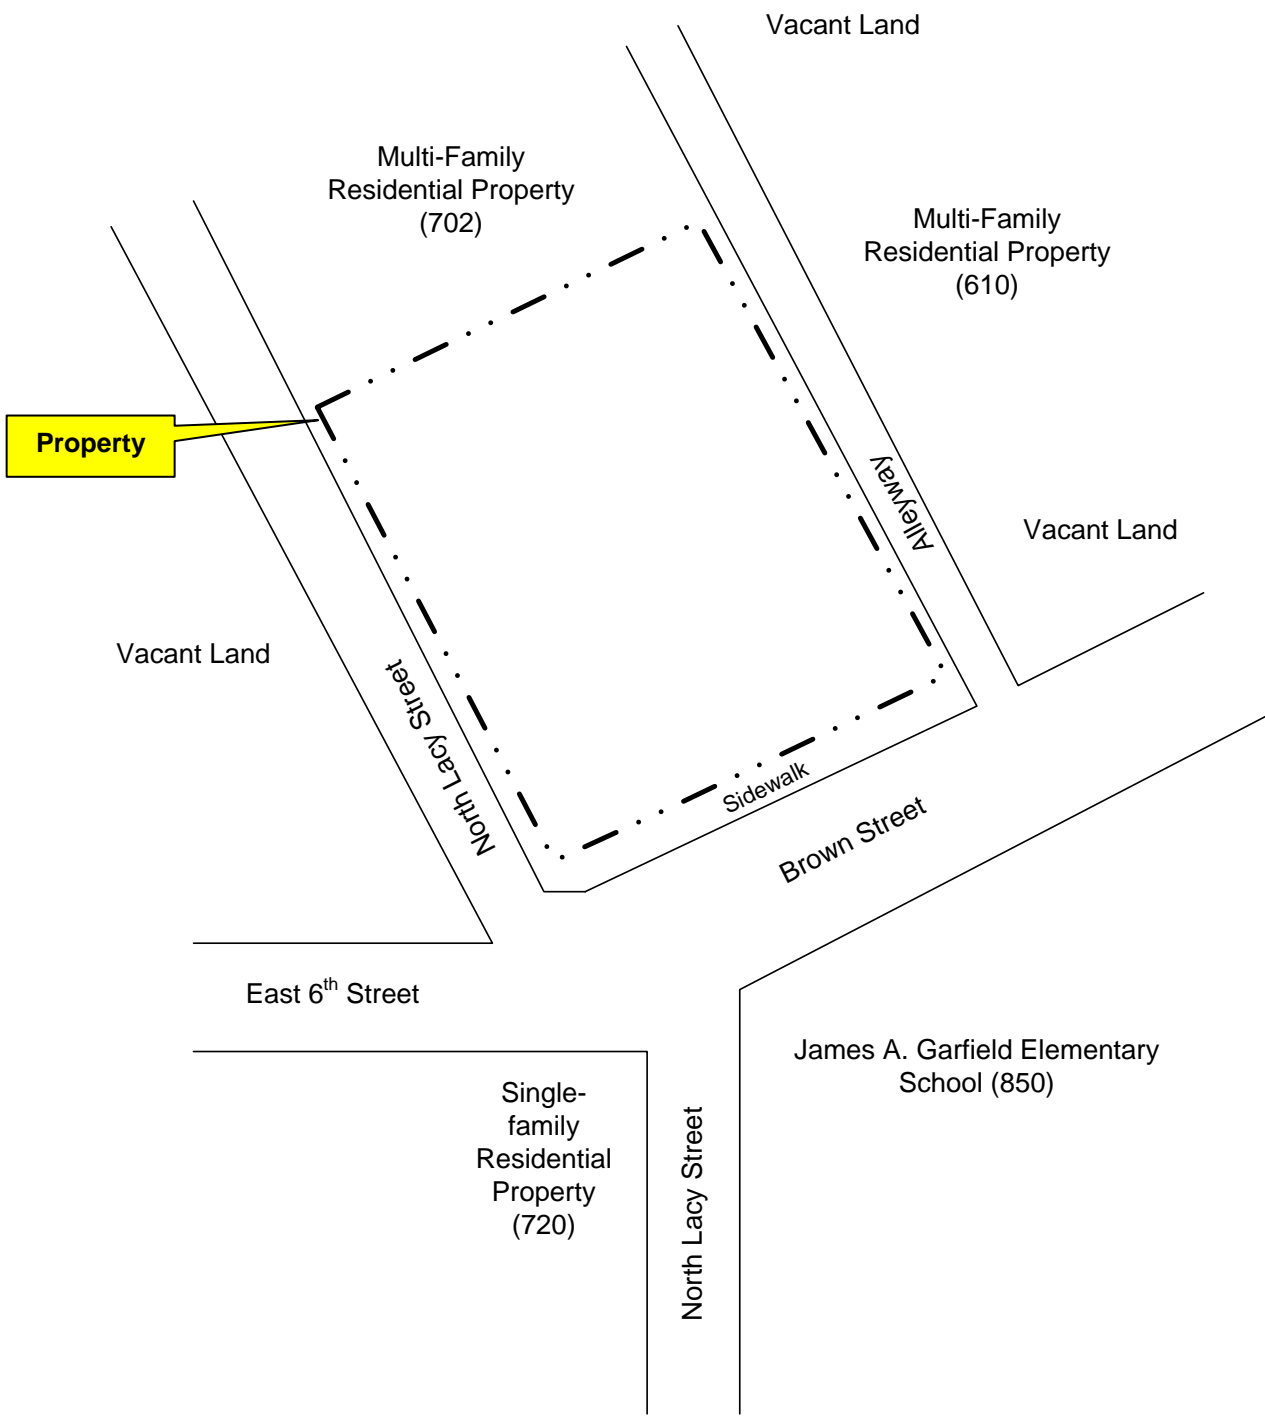 Vacant Land
Multi-Family
Residential Property
(702)
Multi-Family
Residential Property
(610)
Property
Alleyway
Vacant Land
Vacant Land
North Lacy Street
Sidewalk
Brown Street
East 6th Street
James A. Garfield Elementary
School (850)
Single-
family
Residential
Property
(720)
North Lacy Street